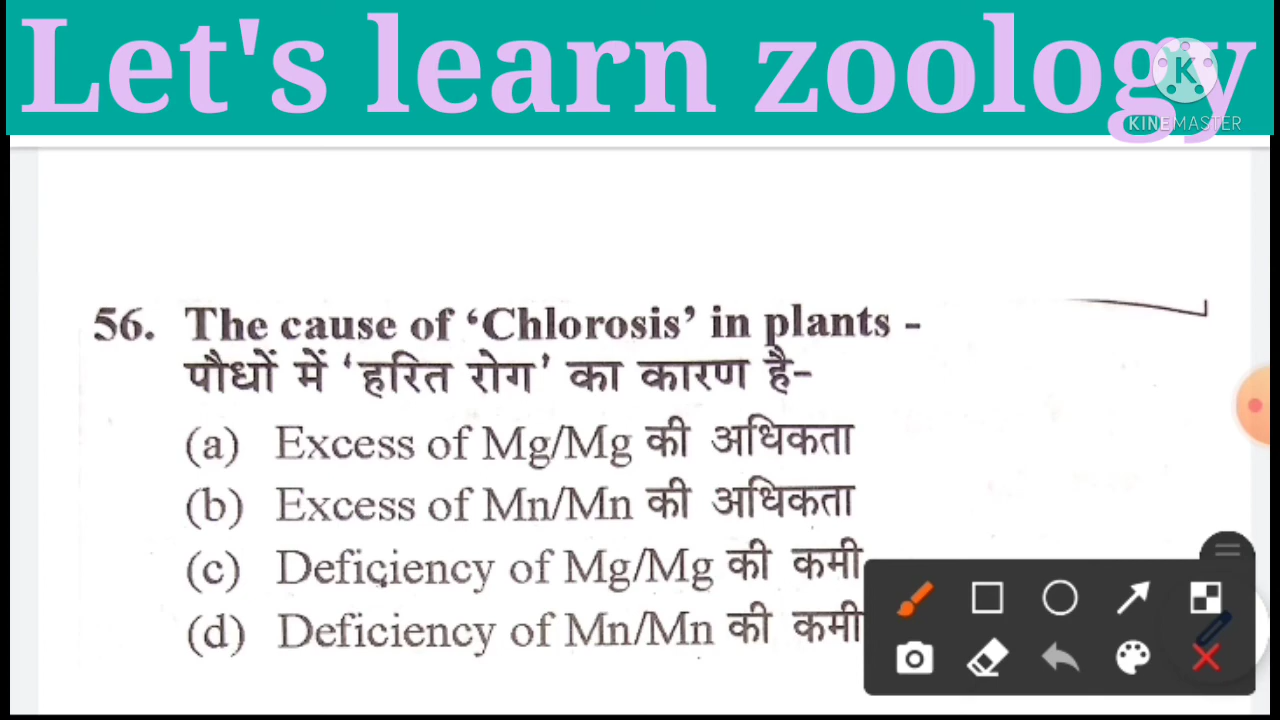 Let's learn zoology
K
KINEMASTER
56. The cause of ‘Chlorosis’ in plants -
पौधों में ‘हरित रोग’ का कारण है–
(a) Excess of Mg/Mg की अधिकता
(b) Excess of Mn/Mn की अधिकता
(c) Deficiency of Mg/Mg की कमी
(d) Deficiency of Mn/Mn की कमी